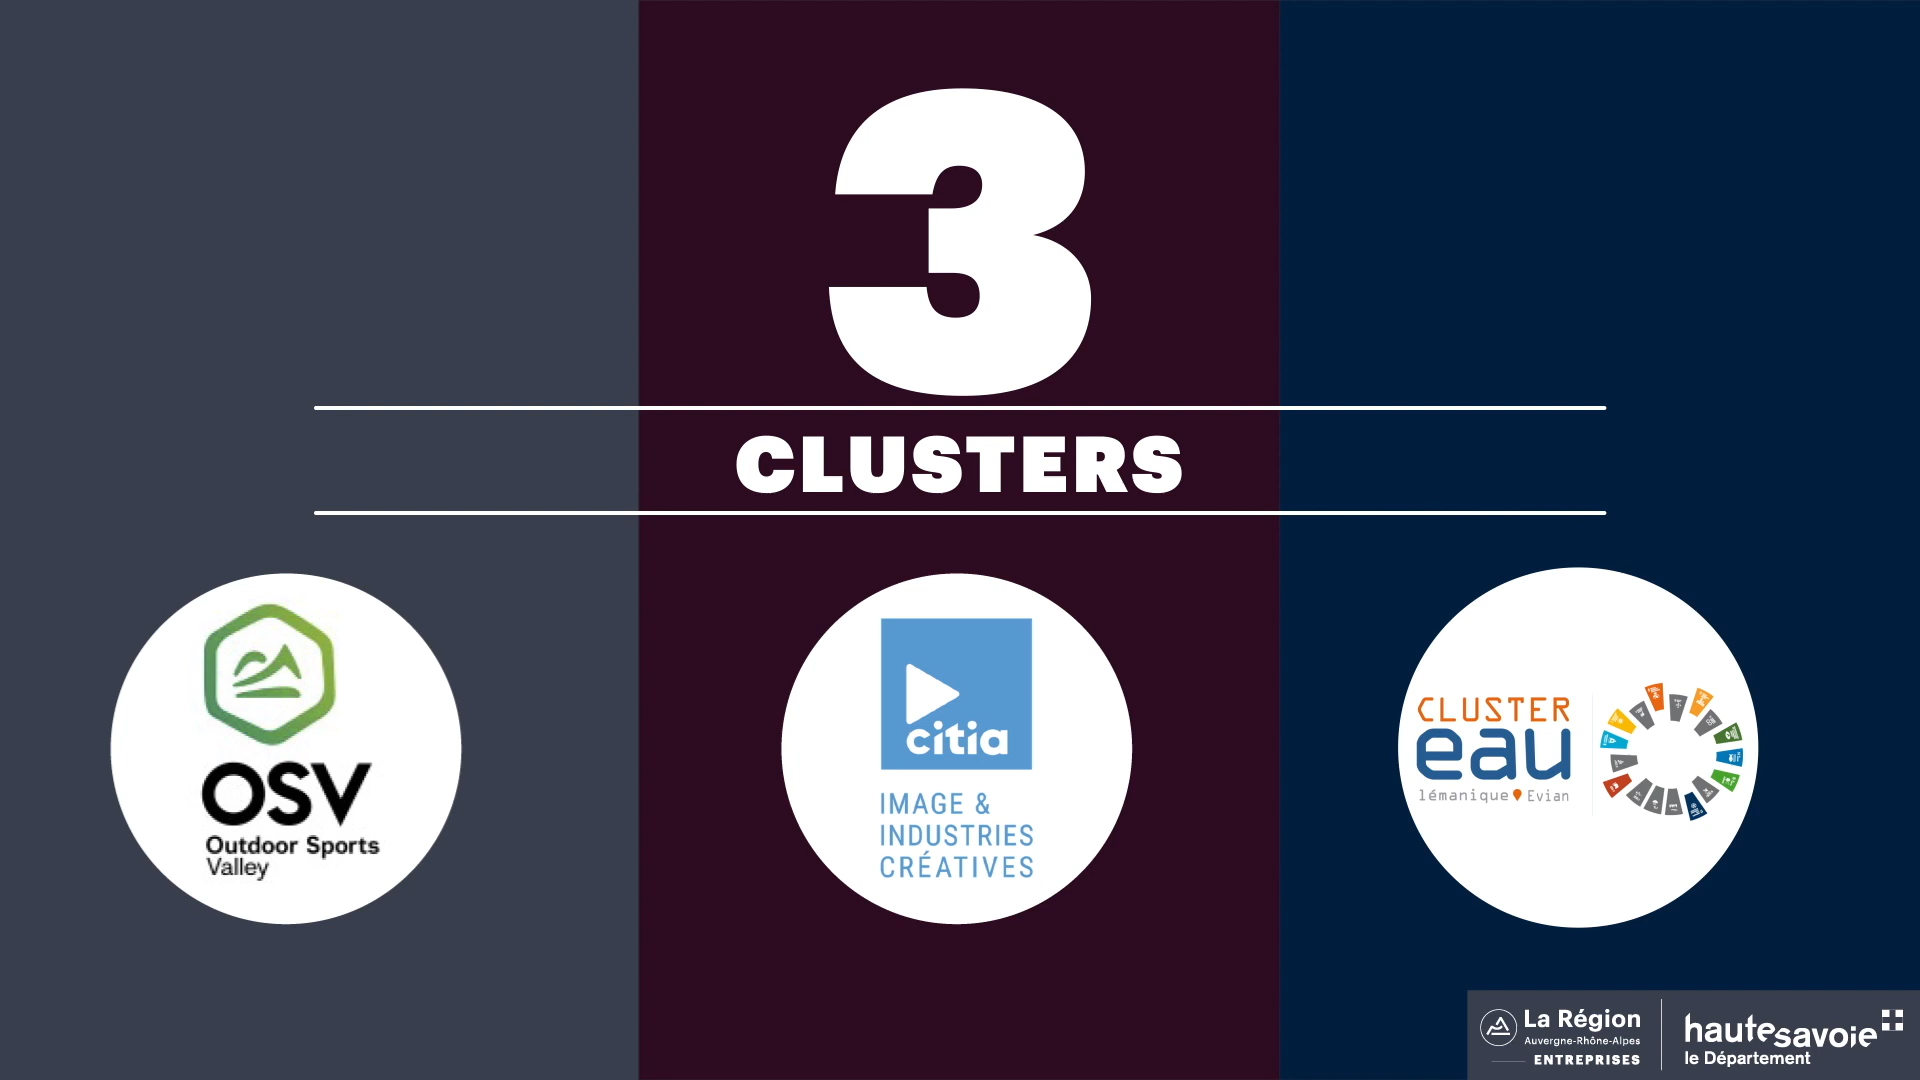 3
CLUSTERS
OSV
Outdoor Sports
Valley
citia
IMAGE &
INDUSTRIES
CRÉATIVES
CLUSTER
eau
lémanique Evian
La Région
Auvergne-Rhône-Alpes
ENTREPRISES
hautesavoie
le Département